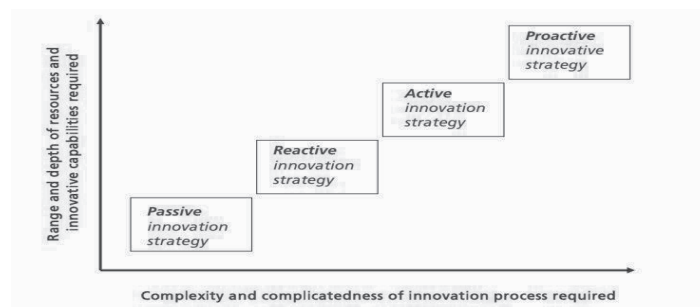 Range and depth of resources and
innovative capabilities required
Proactive
innovative
strategy
Active
innovation
strategy
Reactive
innovation
strategy
Passive
innovation
strategy
Complexity and complicatedness of innovation process required